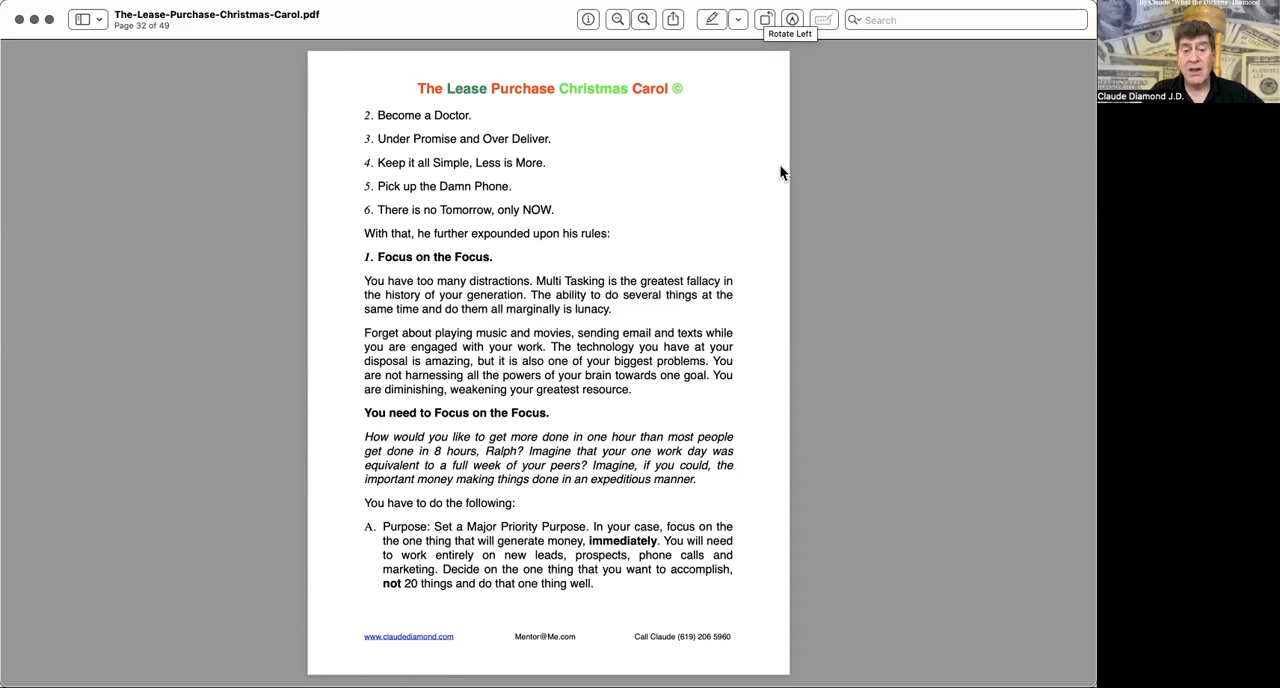 The-Lease-Purchase-Christmas-Carol.pdf
Page 32 of 49
Search
Rotate Left
By Claude "What the Dickens" Diamond
Claude Diamond J.D.
The Lease Purchase Christmas Carol ©
2. Become a Doctor.
3. Under Promise and Over Deliver.
4. Keep it all Simple, Less is More.
5. Pick up the Damn Phone.
6. There is no Tomorrow, only NOW.
With that, he further expounded upon his rules:
1. Focus on the Focus.
You have too many distractions. Multi Tasking is the greatest fallacy in
the history of your generation. The ability to do several things at the
same time and do them all marginally is lunacy.
Forget about playing music and movies, sending email and texts while
you are engaged with your work. The technology you have at your
disposal is amazing, but it is also one of your biggest problems. You
are not harnessing all the powers of your brain towards one goal. You
are diminishing, weakening your greatest resource.
You need to Focus on the Focus.
How would you like to get more done in one hour than most people
get done in 8 hours, Ralph? Imagine that your one work day was
equivalent to a full week of your peers? Imagine, if you could, the
important money making things done in an expeditious manner.
You have to do the following:
A. Purpose: Set a Major Priority Purpose. In your case, focus on the
the one thing that will generate money, immediately. You will need
to work entirely on new leads, prospects, phone calls and
marketing. Decide on the one thing that you want to accomplish,
not 20 things and do that one thing well.
www.claudediamond.com Mentor@Me.com Call Claude (619) 206 5960